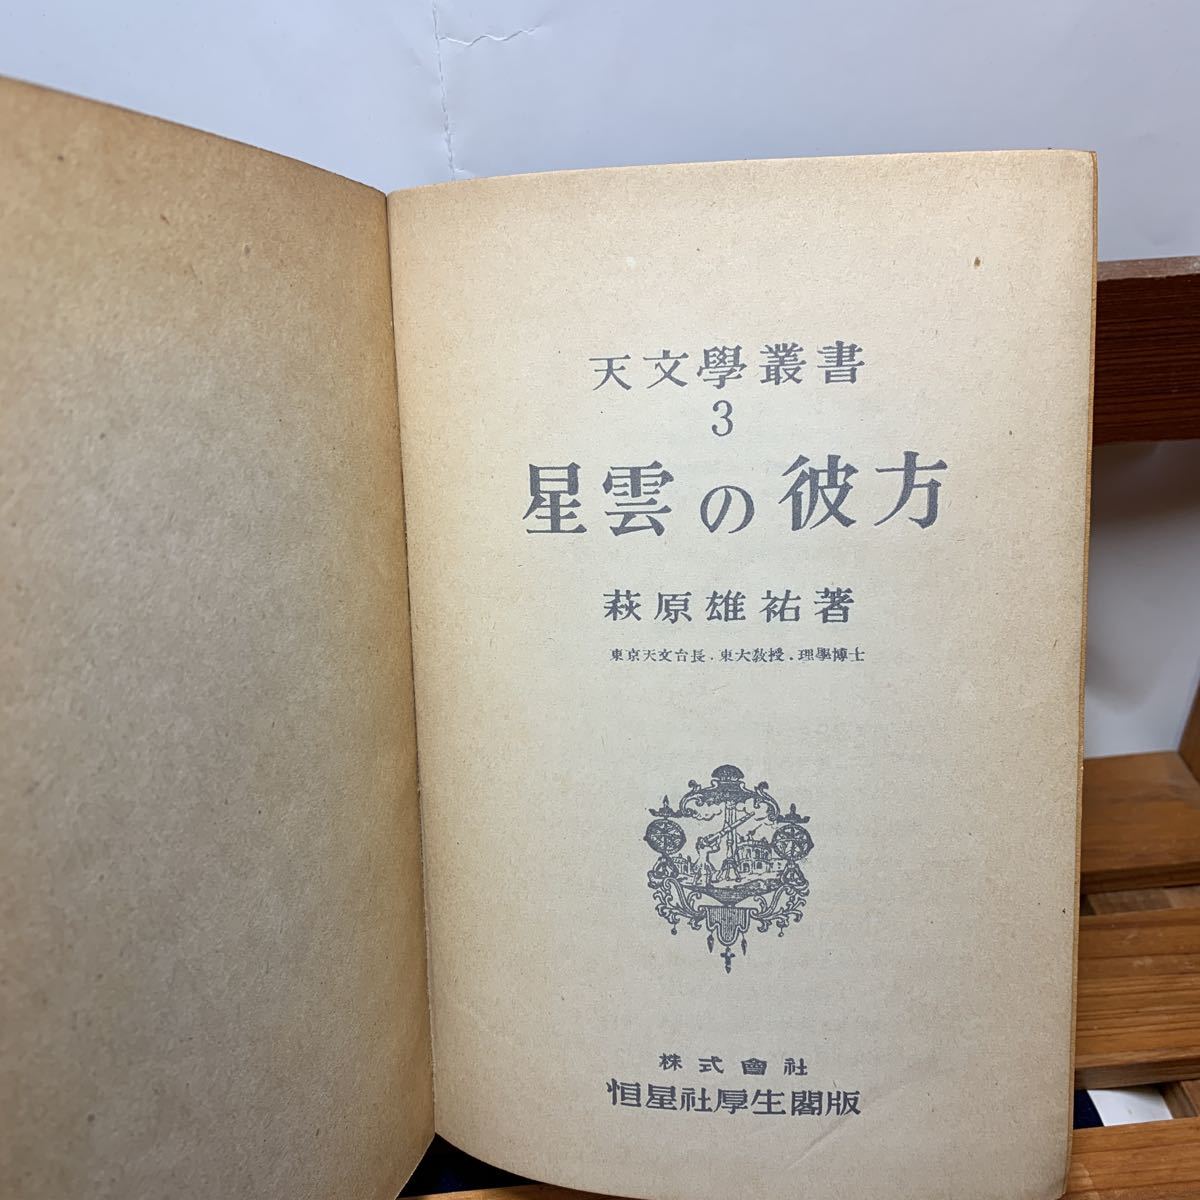 天文學叢書
3
星雲の彼方
萩原雄祐著
東京天文台長．東大教授．理學博士
株式會社
恒星社厚生閣版